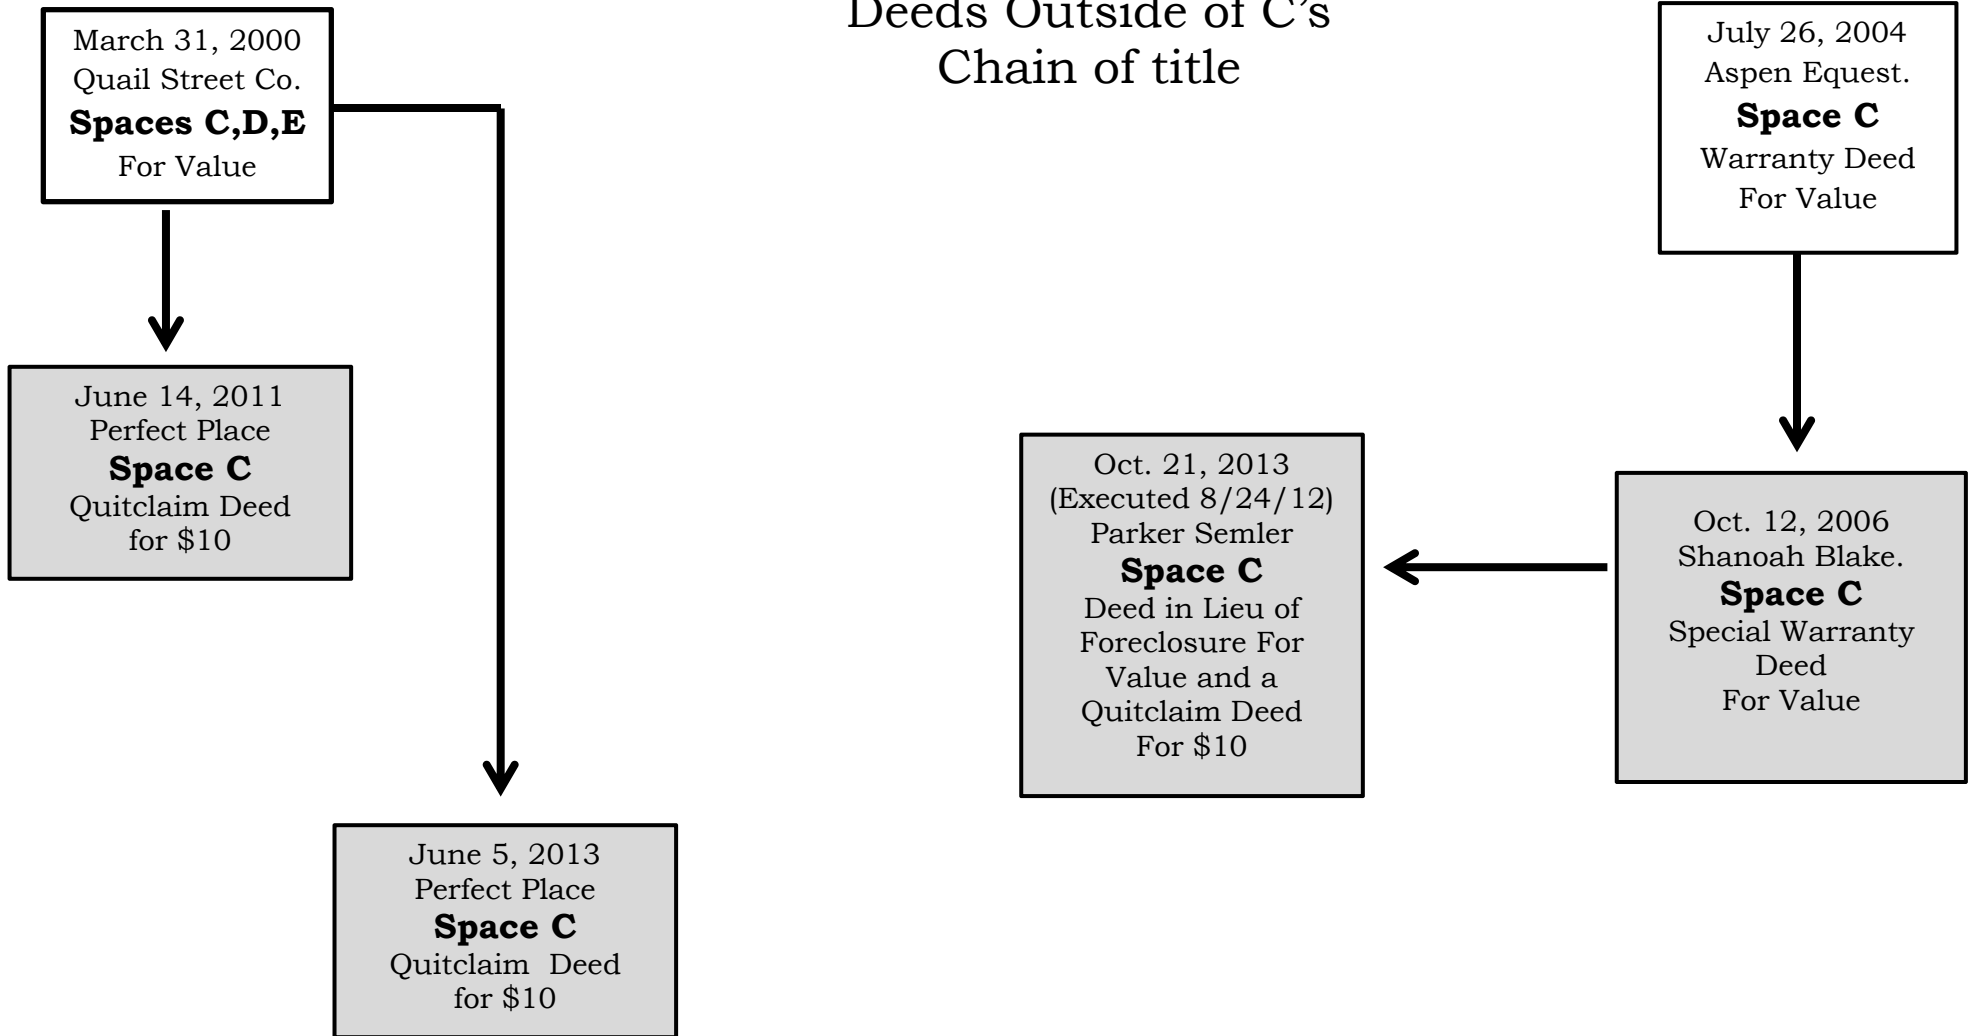 Deeds Outside of C’s
Chain of title
March 31, 2000
Quail Street Co.
Spaces C,D,E
For Value
July 26, 2004
Aspen Equest.
Space C
Warranty Deed
For Value
June 14, 2011
Perfect Place
Space C
Quitclaim Deed
for $10
Oct. 21, 2013
(Executed 8/24/12)
Parker Semler
Space C
Deed in Lieu of
Foreclosure For
Value and a
Quitclaim Deed
For $10
Oct. 12, 2006
Shanoah Blake.
Space C
Special Warranty
Deed
For Value
June 5, 2013
Perfect Place
Space C
Quitclaim Deed
for $10